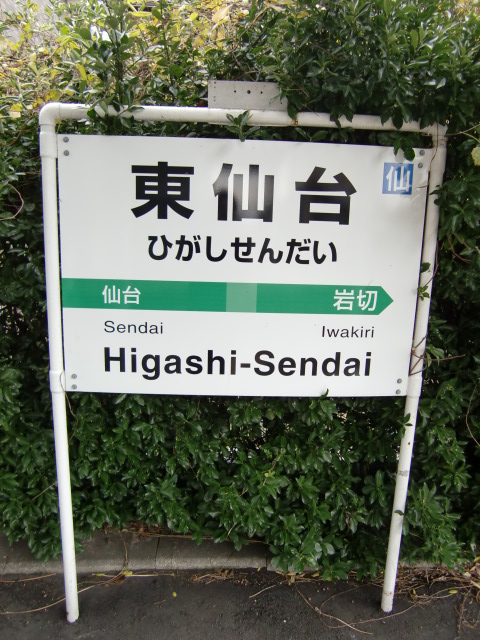 東仙台
仙
ひがしせんだい
仙台 岩切
Sendai Iwakiri
Higashi-Sendai